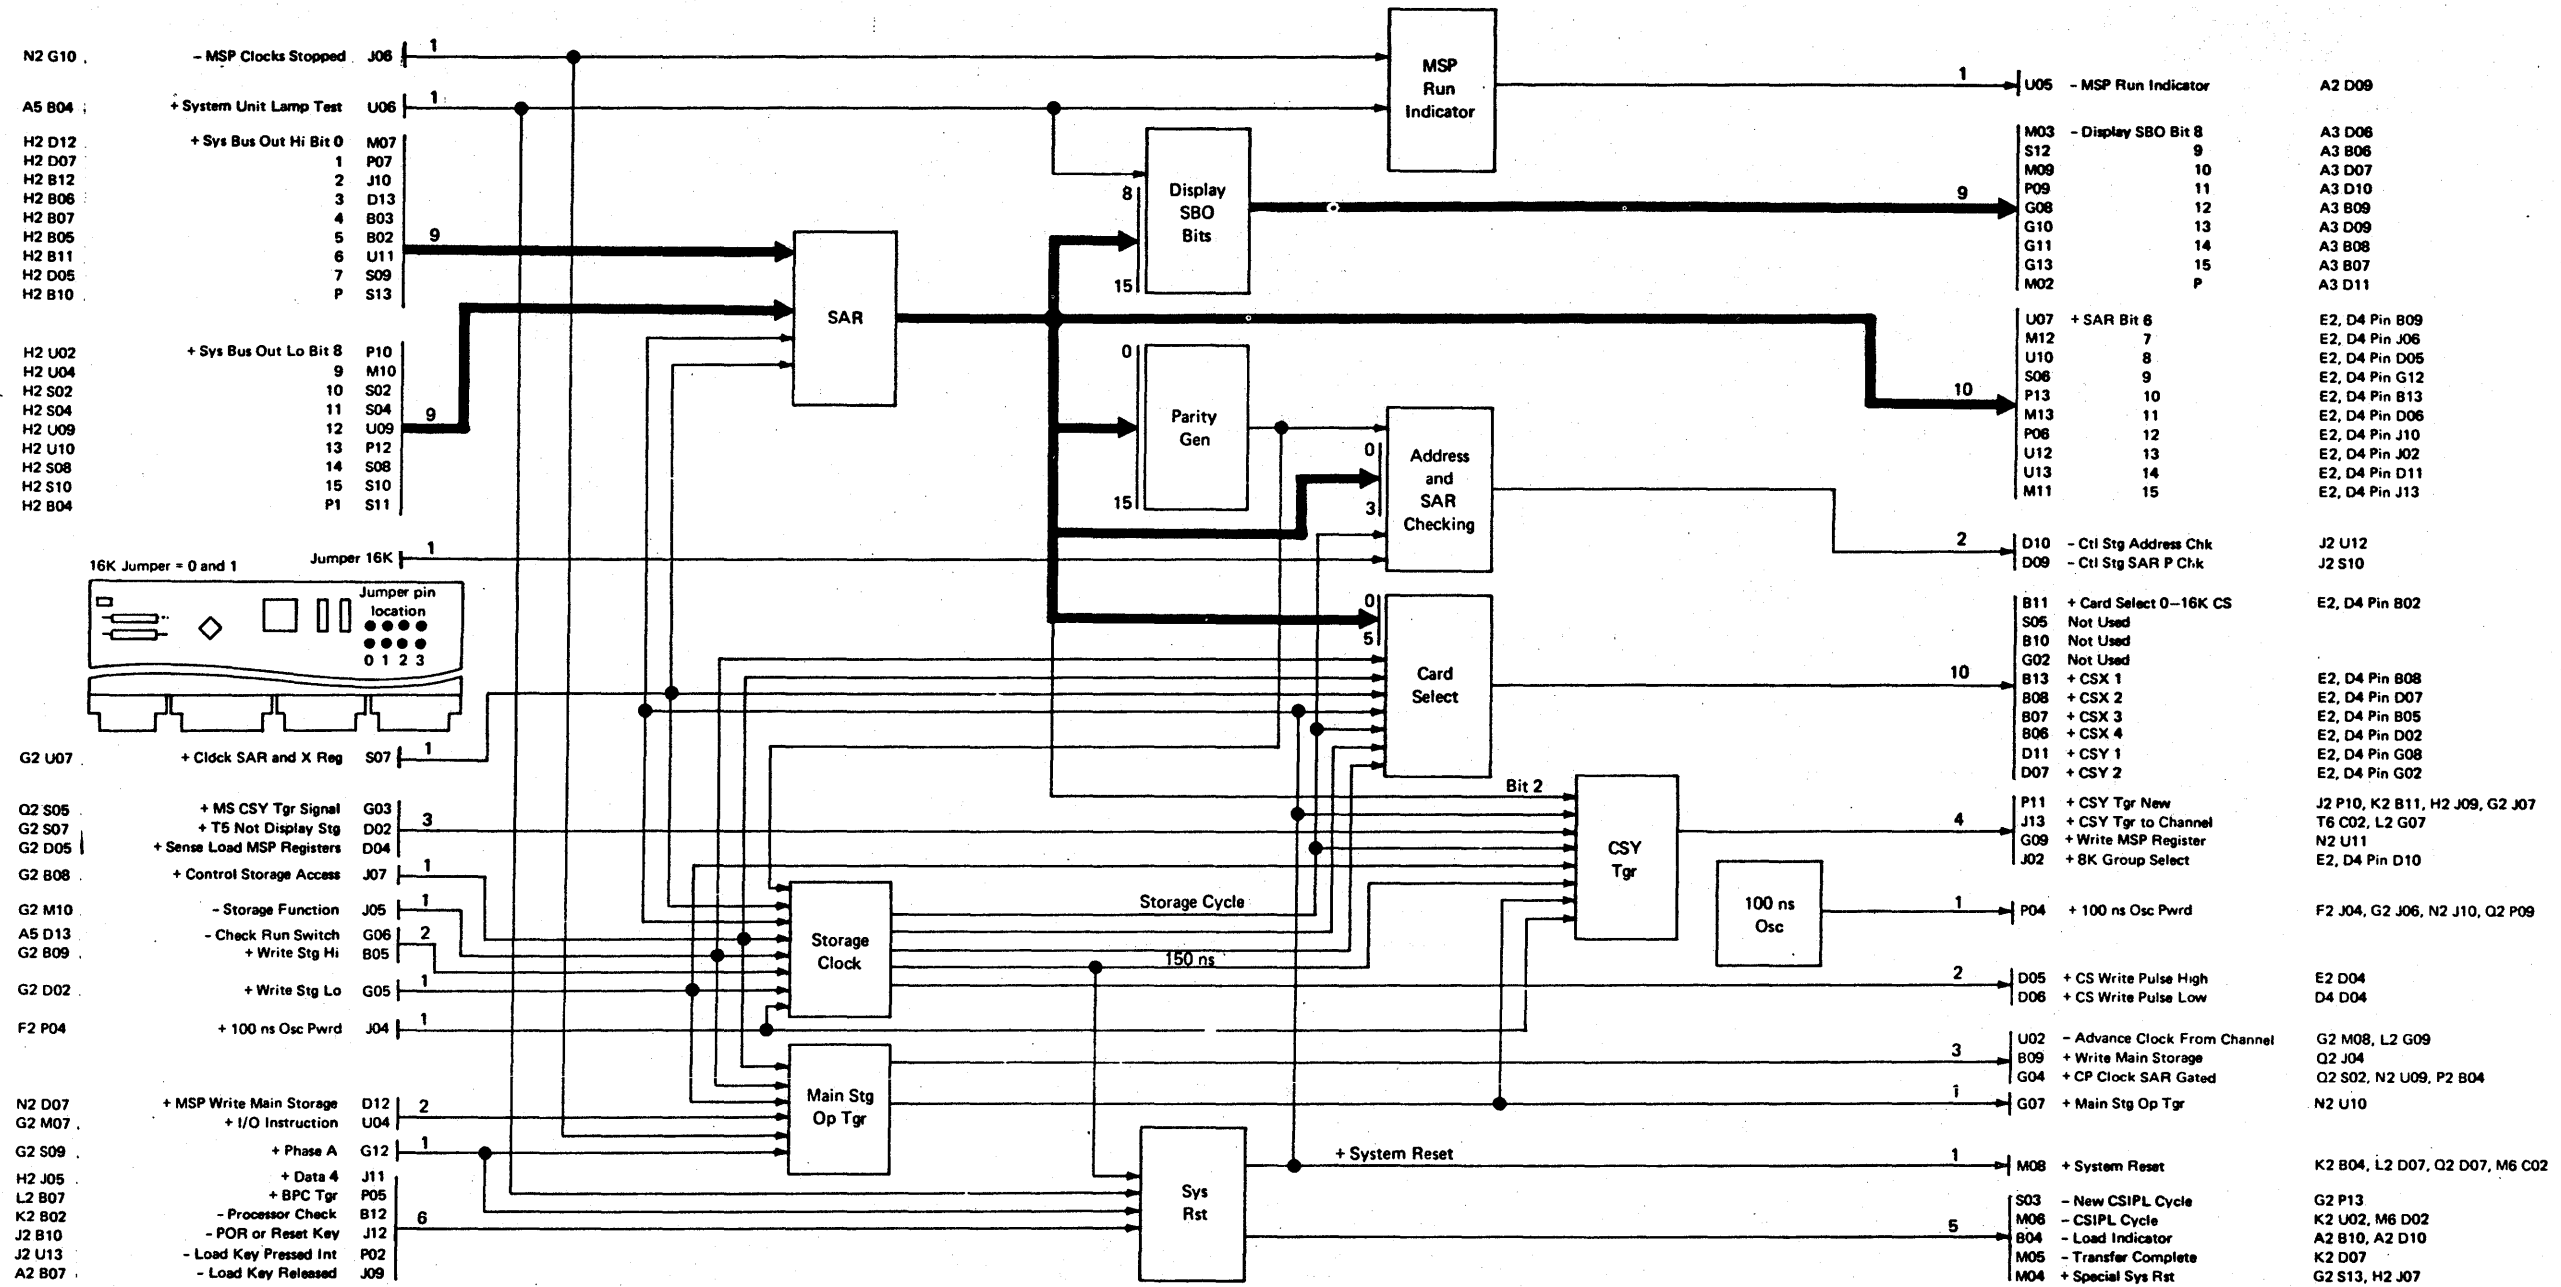 N2 G10 - MSP Clocks Stopped J06 1
A5 B04 + System Unit Lamp Test U06 1
H2 D12 + Sys Bus Out Hi Bit 0 M07
H2 D07 1 P07
H2 B12 2 J10
H2 B06 3 D13
H2 B07 4 B03
H2 B05 5 B02 9
H2 B11 6 U11
H2 D05 7 S09
H2 B10 P S13
H2 U02 + Sys Bus Out Lo Bit 8 P10
H2 U04 9 M10
H2 S02 10 S02
H2 S04 11 S04 9
H2 U09 12 U09
H2 U10 13 P12
H2 S08 14 S08
H2 S10 15 S10
H2 B04 P1 S11
Jumper 16K 1
16K Jumper = 0 and 1
Jumper pin
location
0 1 2 3
G2 U07 + Clock SAR and X Reg S07 1
Q2 S05 + MS CSY Tgr Signal G03
G2 S07 + T5 Not Display Stg D02 3
G2 D05 + Sense Load MSP Registers D04
G2 B08 + Control Storage Access J07 1
G2 M10 - Storage Function J05 1
A5 D13 - Check Run Switch G06 2
G2 B09 + Write Stg Hi B05
G2 D02 + Write Stg Lo G05 1
F2 P04 + 100 ns Osc Pwrd J04 1
N2 D07 + MSP Write Main Storage D12 2
G2 M07 + I/O Instruction U04
G2 S09 + Phase A G12 1
H2 J05 + Data 4 J11
L2 B07 + BPC Tgr P05
K2 B02 - Processor Check B12 6
J2 B10 - POR or Reset Key J12
J2 U13 - Load Key Pressed Int P02
A2 B07 - Load Key Released J09
MSP
Run
Indicator
8
15
Display
SBO
Bits
SAR
0
15
Parity
Gen
0
3
Address
and
SAR
Checking
0
5
Card
Select
Bit 2
CSY
Tgr
100 ns
Osc
Storage
Clock
Storage Cycle
150 ns
Main Stg
Op Tgr
Sys
Rst
+ System Reset
1 U05 - MSP Run Indicator A2 D09
M03 - Display SBO Bit 8 A3 D06
S12 9 A3 B06
M09 10 A3 D07
P09 11 A3 D10
9 G08 12 A3 B09
G10 13 A3 D09
G11 14 A3 B08
G13 15 A3 B07
M02 P A3 D11
U07 + SAR Bit 6 E2, D4 Pin B09
M12 7 E2, D4 Pin J06
U10 8 E2, D4 Pin D05
S06 9 E2, D4 Pin G12
10 P13 10 E2, D4 Pin B13
M13 11 E2, D4 Pin D06
P06 12 E2, D4 Pin J10
U12 13 E2, D4 Pin J02
U13 14 E2, D4 Pin D11
M11 15 E2, D4 Pin J13
2 D10 - Ctl Stg Address Chk J2 U12
D09 - Ctl Stg SAR P Chk J2 S10
B11 + Card Select 0-16K CS E2, D4 Pin B02
S05 Not Used
B10 Not Used
G02 Not Used
10 B13 + CSX 1 E2, D4 Pin B08
B08 + CSX 2 E2, D4 Pin D07
B07 + CSX 3 E2, D4 Pin B05
B06 + CSX 4 E2, D4 Pin D02
D11 + CSY 1 E2, D4 Pin G08
D07 + CSY 2 E2, D4 Pin G02
P11 + CSY Tgr New J2 P10, K2 B11, H2 J09, G2 J07
4 J13 + CSY Tgr to Channel T6 C02, L2 G07
G09 + Write MSP Register N2 U11
J02 + 8K Group Select E2, D4 Pin D10
1 P04 + 100 ns Osc Pwrd F2 J04, G2 J06, N2 J10, Q2 P09
2 D05 + CS Write Pulse High E2 D04
D06 + CS Write Pulse Low D4 D04
U02 - Advance Clock From Channel G2 M08, L2 G09
3 B09 + Write Main Storage Q2 J04
G04 + CP Clock SAR Gated Q2 S02, N2 U09, P2 B04
1 G07 + Main Stg Op Tgr N2 U10
1 M08 + System Reset K2 B04, L2 D07, Q2 D07, M6 C02
S03 - New CSIPL Cycle G2 P13
M06 - CSIPL Cycle K2 U02, M6 D02
5 B04 - Load Indicator A2 B10, A2 D10
M05 - Transfer Complete K2 D07
M04 + Special Sys Rst G2 S13, H2 J07